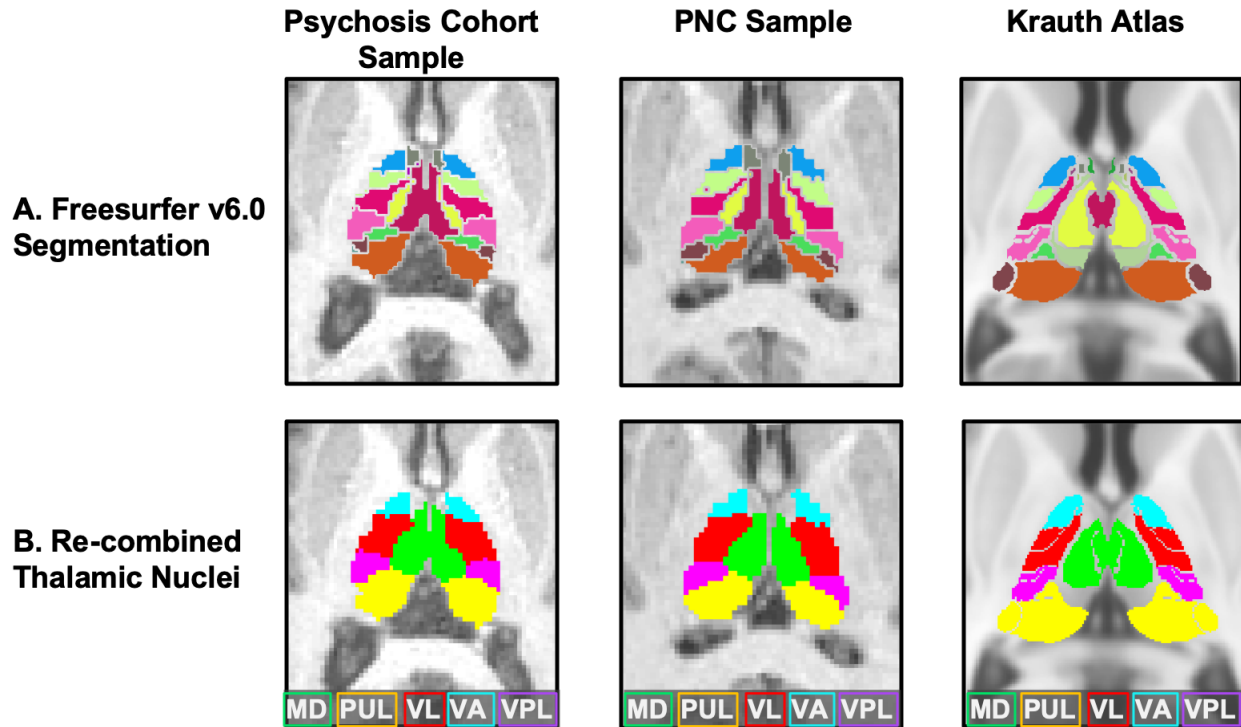 Psychosis Cohort
Sample
PNC Sample
Krauth Atlas
A. Freesurfer v6.0
Segmentation
B. Re-combined
Thalamic Nuclei
MD PUL VL VA VPL
MD PUL VL VA VPL
MD PUL VL VA VPL